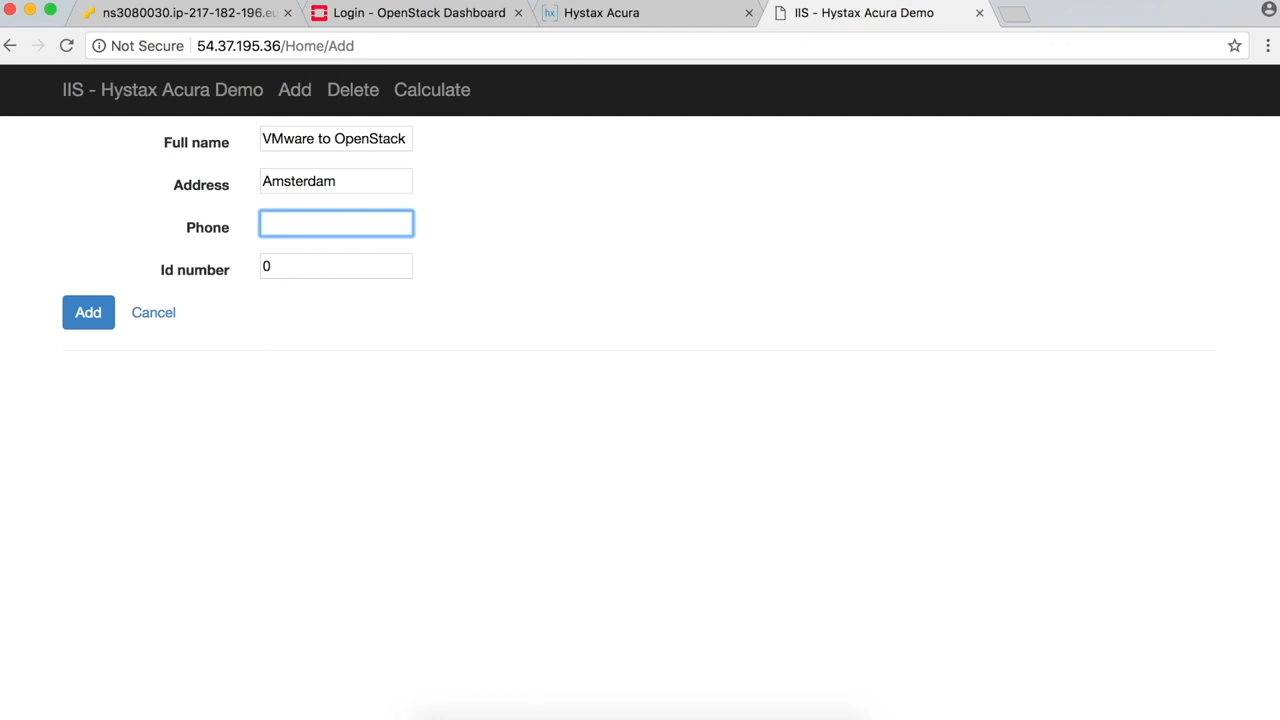 ns3080030.ip-217-182-196.eu
Login - OpenStack Dashboard
hx Hystax Acura
IIS - Hystax Acura Demo
Not Secure 54.37.195.36/Home/Add
IIS - Hystax Acura Demo Add Delete Calculate
Full name VMware to OpenStack
Address Amsterdam
Phone
Id number 0
Add Cancel